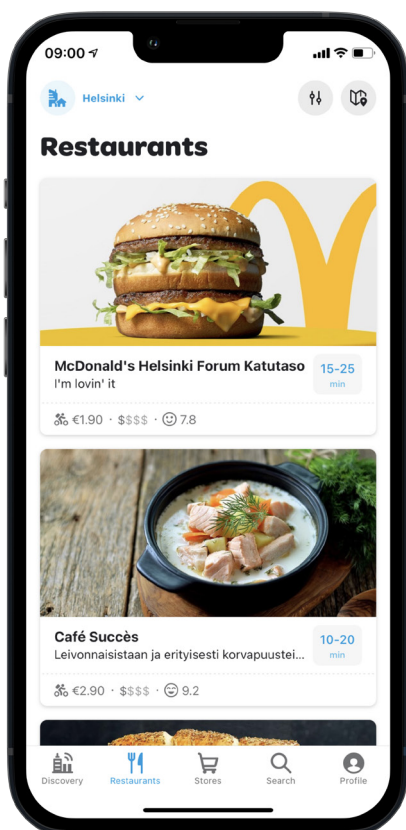 09:00
Helsinki
Restaurants
McDonald's Helsinki Forum Katutaso
I'm lovin' it
15-25
min
€1.90 · $$$$ · 7.8
Café Succès
Leivonnaisistaan ja erityisesti korvapuustei...
10-20
min
€2.90 · $$$$ · 9.2
Discovery
Restaurants
Stores
Search
Profile